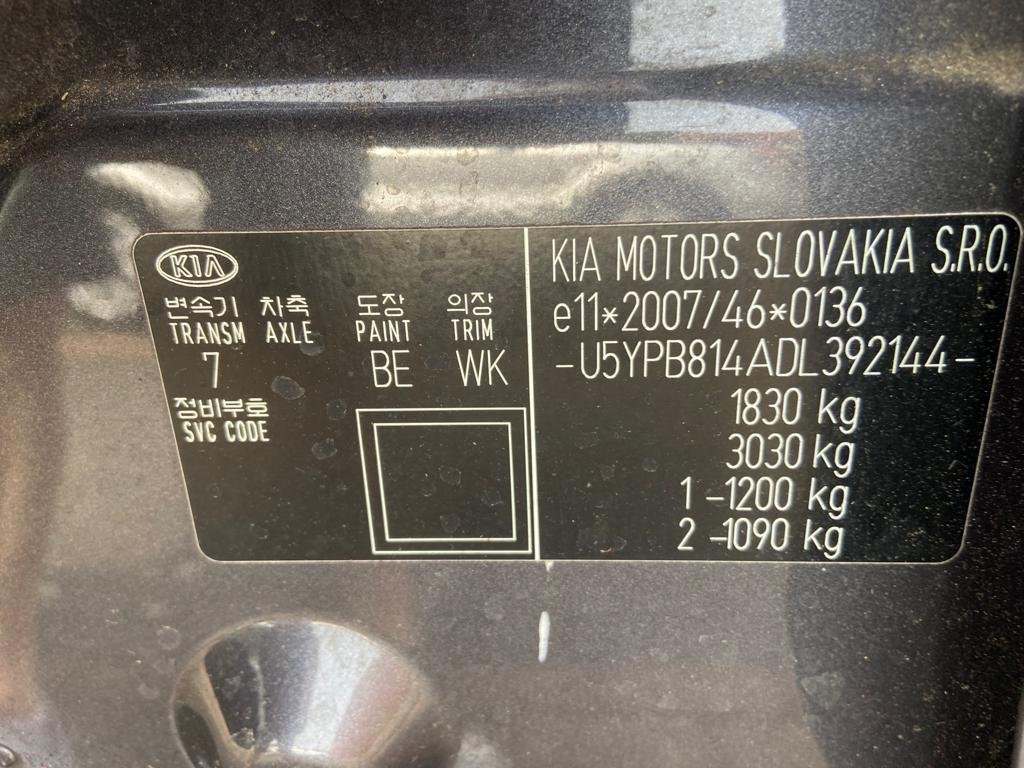 KIA
변속기 차축 도장 의장
TRANSM AXLE PAINT TRIM
7 BE WK
정비부호
SVC CODE
KIA MOTORS SLOVAKIA S.R.O.
e11*2007/46*0136
-U5YPB814ADL392144-
1830 kg
3030 kg
1 -1200 kg
2 -1090 kg